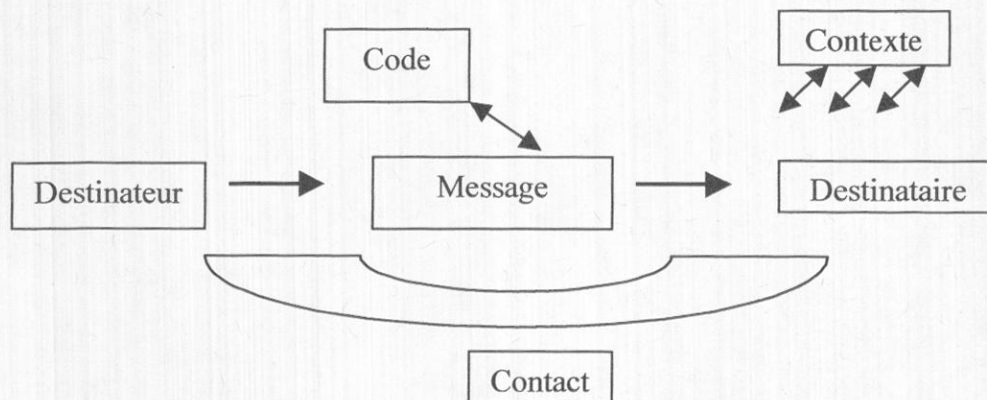 Contexte
Code
Destinateur
Message
Destinataire
Contact